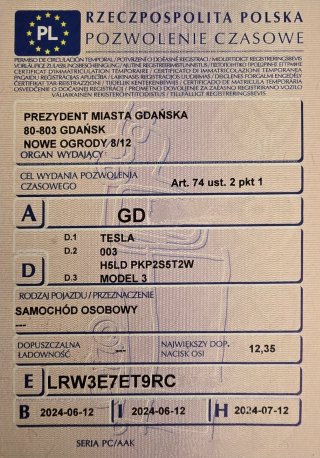 PL
RZECZPOSPOLITA POLSKA
POZWOLENIE CZASOWE
PREZYDENT MIASTA GDAŃSKA
80-803 GDAŃSK
NOWE OGRODY 8/12
ORGAN WYDAJĄCY
CEL WYDANIA POZWOLENIA
CZASOWEGO
Art. 74 ust. 2 pkt 1
A GD
D.1 TESLA
D.2 003
D H5LD PKP2S5T2W
D.3 MODEL 3
RODZAJ POJAZDU / PRZEZNACZENIE
SAMOCHÓD OSOBOWY
---
DOPUSZCZALNA ŁADOWNOŚĆ --- NAJWIĘKSZY DOP. NACISK OSI 12,35
E LRW3E7ET9RC
B 2024-06-12 I 2024-06-12 H 2024-07-12
SERIA PC/AAK